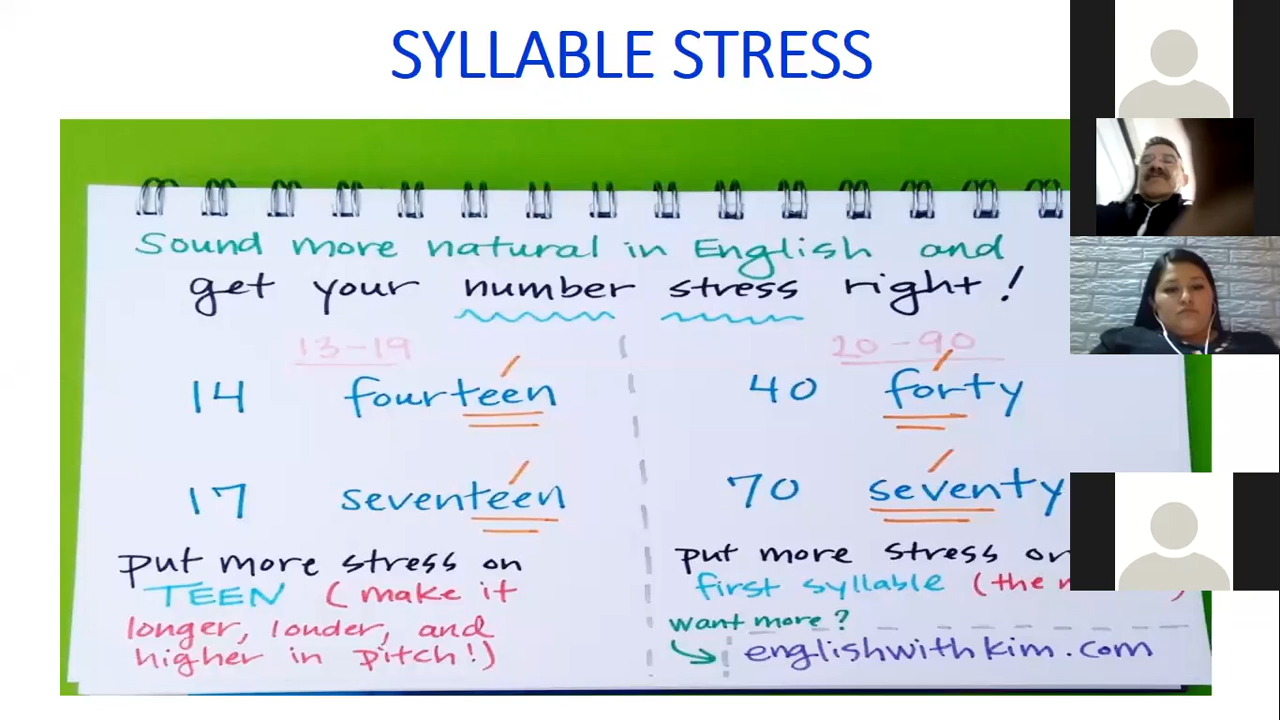 SYLLABLE STRESS
Sound more natural in English and
get your number stress right!
13-19
14 fourteen
17 seventeen
put more stress on
TEEN (make it
longer, louder, and
higher in pitch!)
20-90
40 forty
70 seventy
put more stress on
first syllable (the
want more?
englishwithkim.com